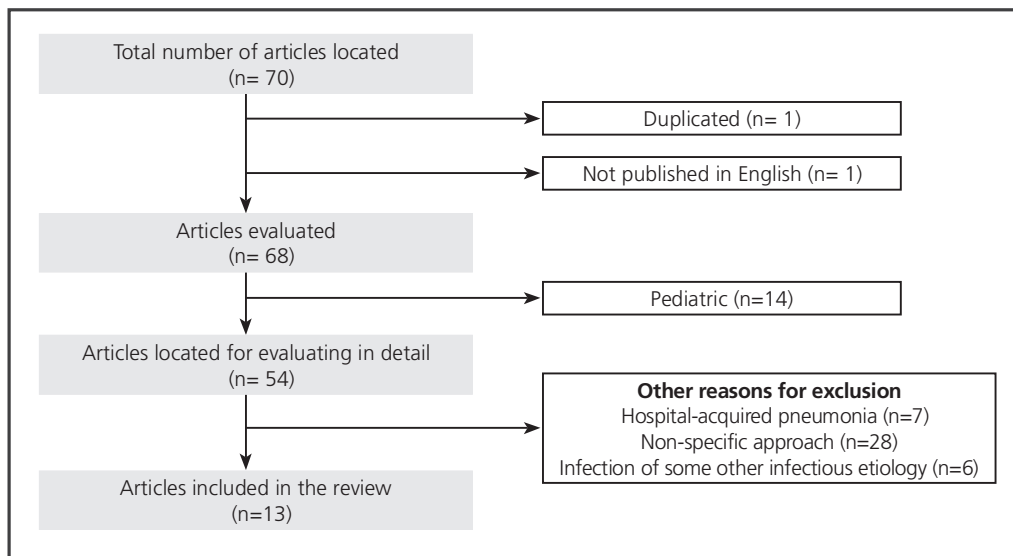 Total number of articles located
(n= 70)
Duplicated (n= 1)
Not published in English (n= 1)
Articles evaluated
(n= 68)
Pediatric (n=14)
Articles located for evaluating in detail
(n= 54)
Other reasons for exclusion
Hospital-acquired pneumonia (n=7)
Non-specific approach (n=28)
Infection of some other infectious etiology (n=6)
Articles included in the review
(n=13)